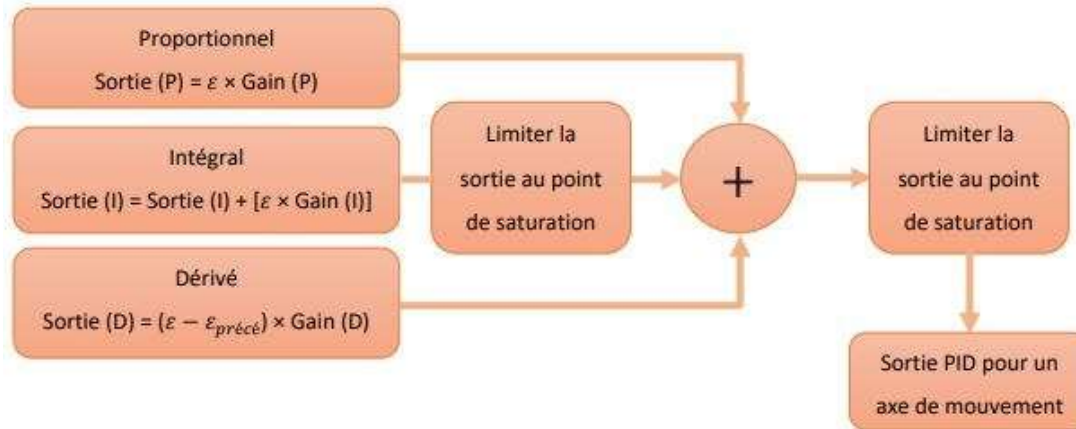 Proportionnel
Sortie (P) = ε × Gain (P)
Intégral
Sortie (I) = Sortie (I) + [ε × Gain (I)]
Dérivé
Sortie (D) = (ε − ε_précé) × Gain (D)
Limiter la
sortie au point
de saturation
+
Limiter la
sortie au point
de saturation
Sortie PID pour un
axe de mouvement